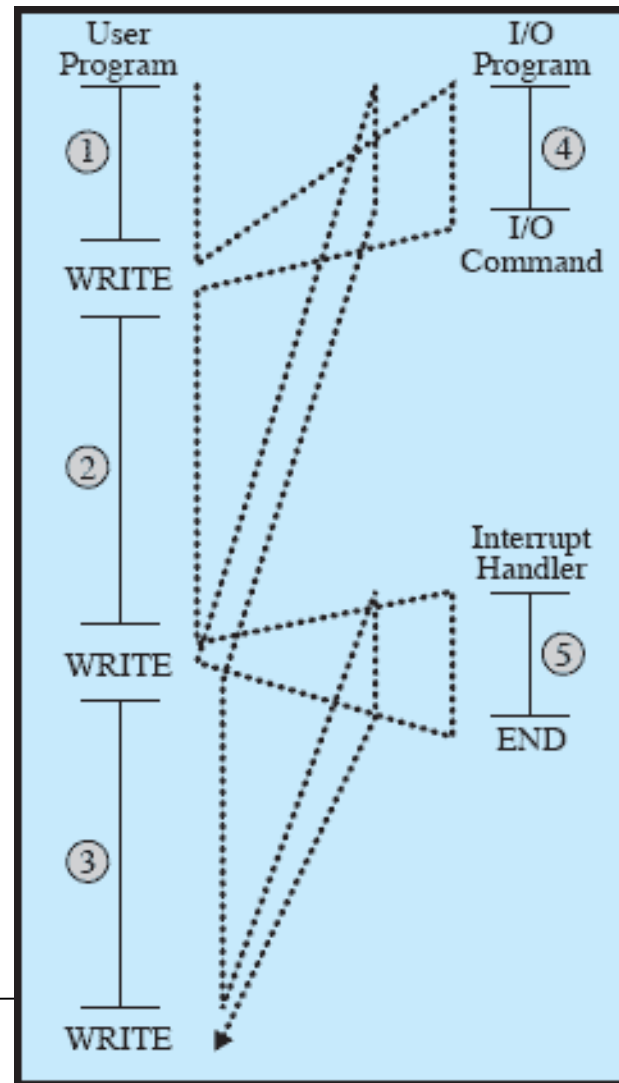 User
Program
1
WRITE
2
WRITE
3
WRITE
I/O
Program
4
I/O
Command
Interrupt
Handler
5
END